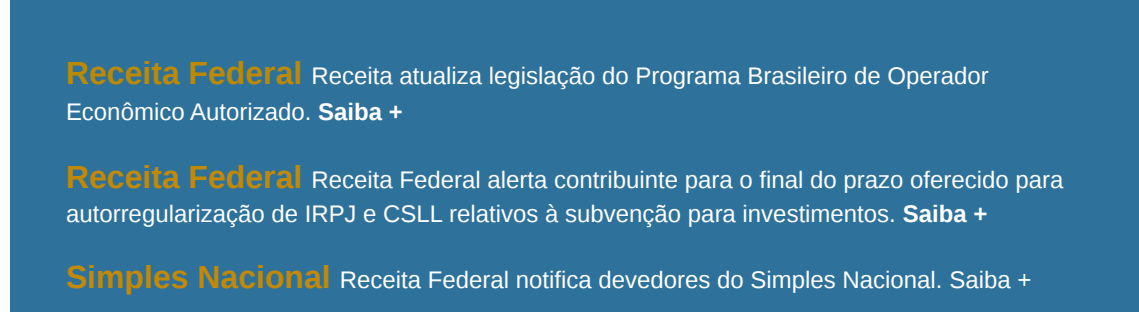 Receita Federal Receita atualiza legislação do Programa Brasileiro de Operador
Econômico Autorizado. Saiba +
Receita Federal Receita Federal alerta contribuinte para o final do prazo oferecido para
autorregularização de IRPJ e CSLL relativos à subvenção para investimentos. Saiba +
Simples Nacional Receita Federal notifica devedores do Simples Nacional. Saiba +